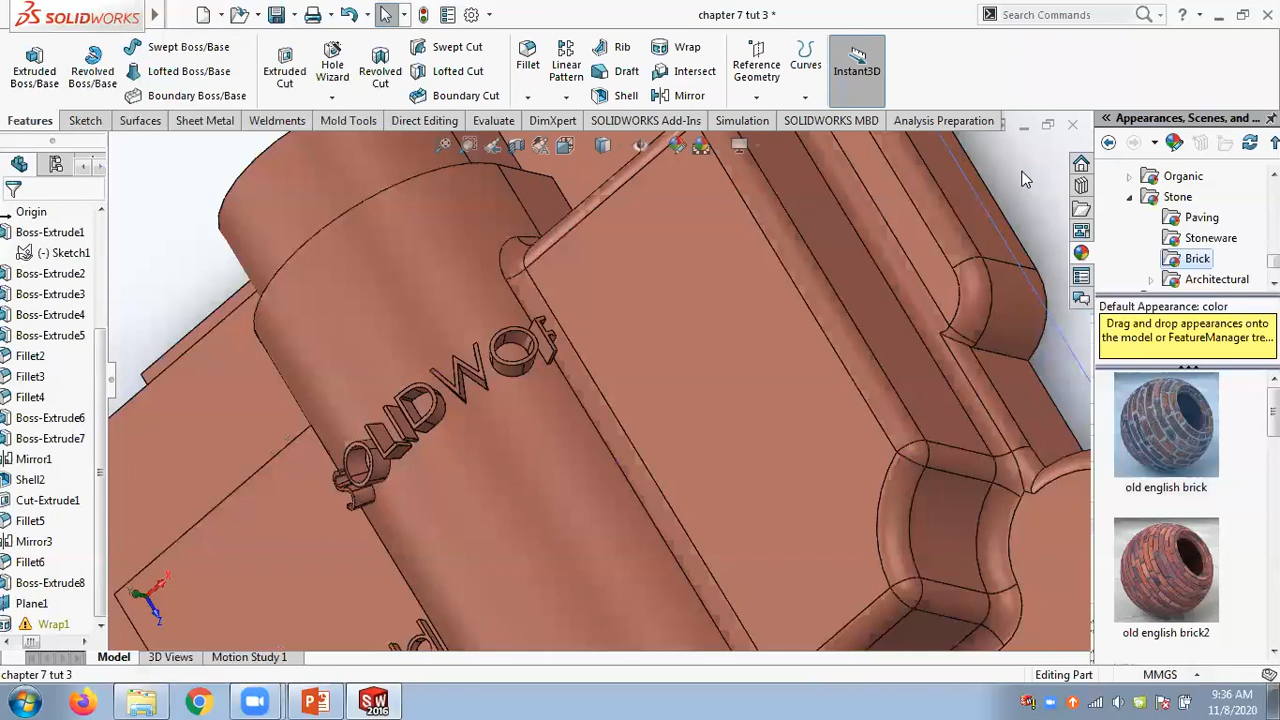 SOLIDWORKS
chapter 7 tut 3 *
Search Commands
?
Extruded Boss/Base
Revolved Boss/Base
Swept Boss/Base
Lofted Boss/Base
Boundary Boss/Base
Extruded Cut
Hole Wizard
Revolved Cut
Swept Cut
Lofted Cut
Boundary Cut
Fillet
Linear Pattern
Rib
Draft
Shell
Wrap
Intersect
Mirror
Reference Geometry
Curves
Instant3D
Features
Sketch
Surfaces
Sheet Metal
Weldments
Mold Tools
Direct Editing
Evaluate
DimXpert
SOLIDWORKS Add-Ins
Simulation
SOLIDWORKS MBD
Analysis Preparation
Origin
Boss-Extrude1
(-) Sketch1
Boss-Extrude2
Boss-Extrude3
Boss-Extrude4
Boss-Extrude5
Fillet2
Fillet3
Fillet4
Boss-Extrude6
Boss-Extrude7
Mirror1
Shell2
Cut-Extrude1
Fillet5
Mirror3
Fillet6
Boss-Extrude8
Plane1
Wrap1
OLIDWO
Appearances, Scenes, and ...
Organic
Stone
Paving
Stoneware
Brick
Architectural
Default Appearance: color
Drag and drop appearances onto
the model or FeatureManager tre...
old english brick
old english brick2
Model
3D Views
Motion Study 1
chapter 7 tut 3
Editing Part
MMGS
SW
2016
9:36 AM
11/8/2020